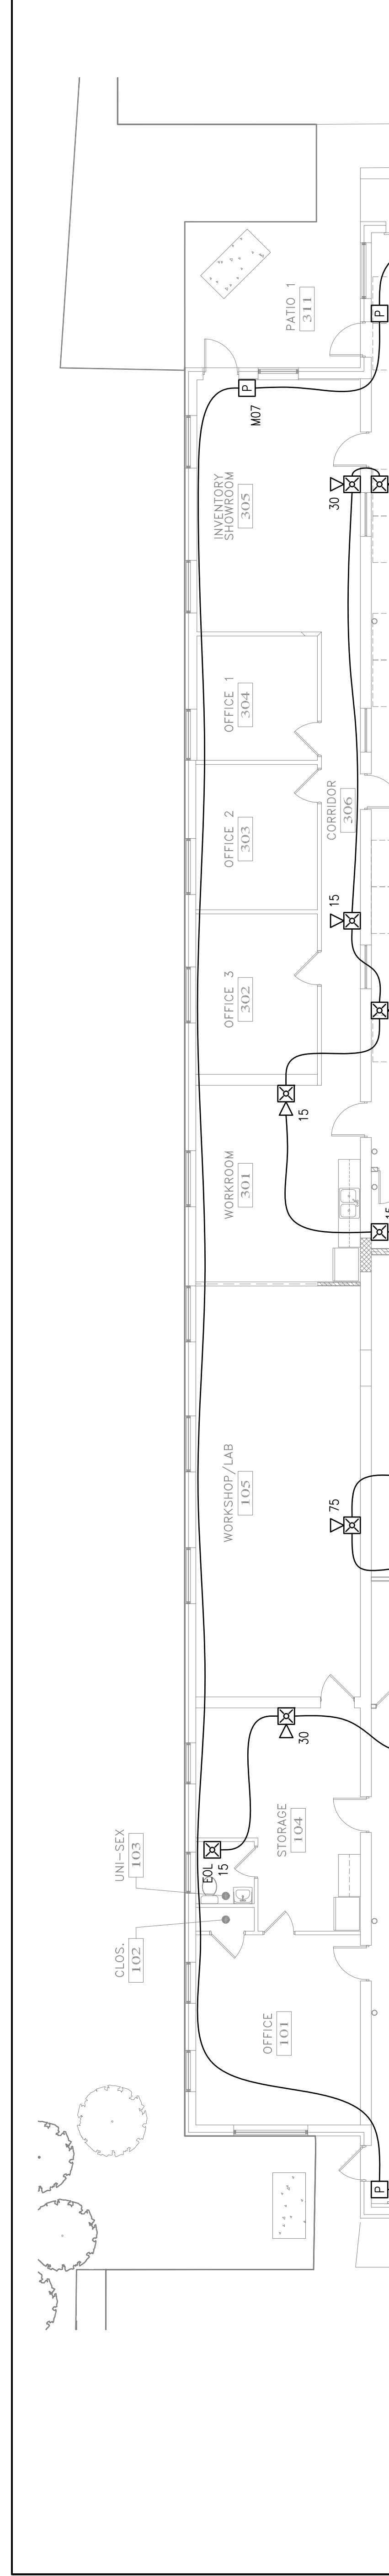 PATIO 1
311
P
P
M07
INVENTORY
SHOWROOM
305
30
OFFICE 1
304
CORRIDOR
306
OFFICE 2
303
15
OFFICE 3
302
15
WORKROOM
301
15
WORKSHOP/LAB
105
75
30
STORAGE
104
UNI-SEX
103
EOL
15
CLOS.
102
OFFICE
101
P